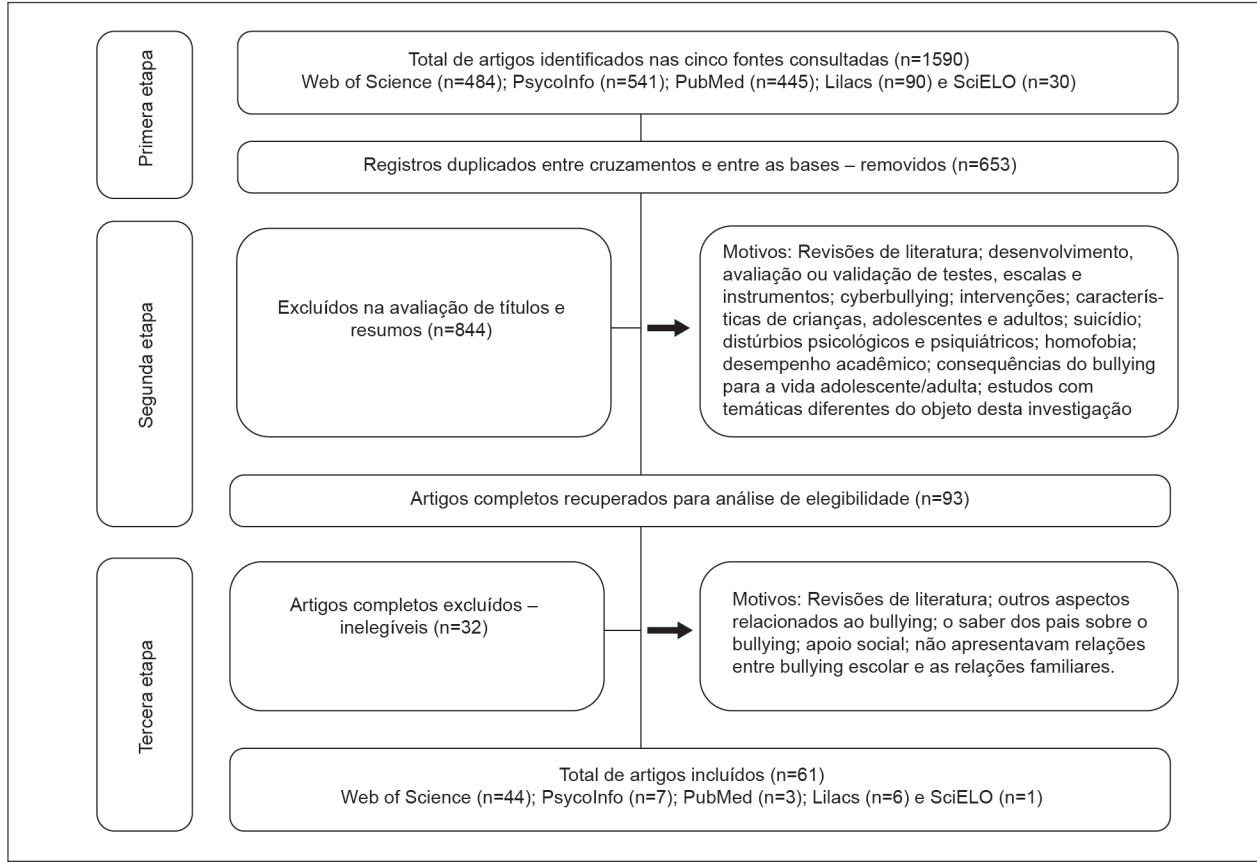 Primera etapa
Total de artigos identificados nas cinco fontes consultadas (n=1590)
Web of Science (n=484); PsycoInfo (n=541); PubMed (n=445); Lilacs (n=90) e SciELO (n=30)
Registros duplicados entre cruzamentos e entre as bases – removidos (n=653)
Segunda etapa
Excluídos na avaliação de títulos e
resumos (n=844)
Motivos: Revisões de literatura; desenvolvimento,
avaliação ou validação de testes, escalas e
instrumentos; cyberbullying; intervenções; caracterís-
ticas de crianças, adolescentes e adultos; suicídio;
distúrbios psicológicos e psiquiátricos; homofobia;
desempenho acadêmico; consequências do bullying
para a vida adolescente/adulta; estudos com
temáticas diferentes do objeto desta investigação
Artigos completos recuperados para análise de elegibilidade (n=93)
Tercera etapa
Artigos completos excluídos –
inelegíveis (n=32)
Motivos: Revisões de literatura; outros aspectos
relacionados ao bullying; o saber dos pais sobre o
bullying; apoio social; não apresentavam relações
entre bullying escolar e as relações familiares.
Total de artigos incluídos (n=61)
Web of Science (n=44); PsycoInfo (n=7); PubMed (n=3); Lilacs (n=6) e SciELO (n=1)